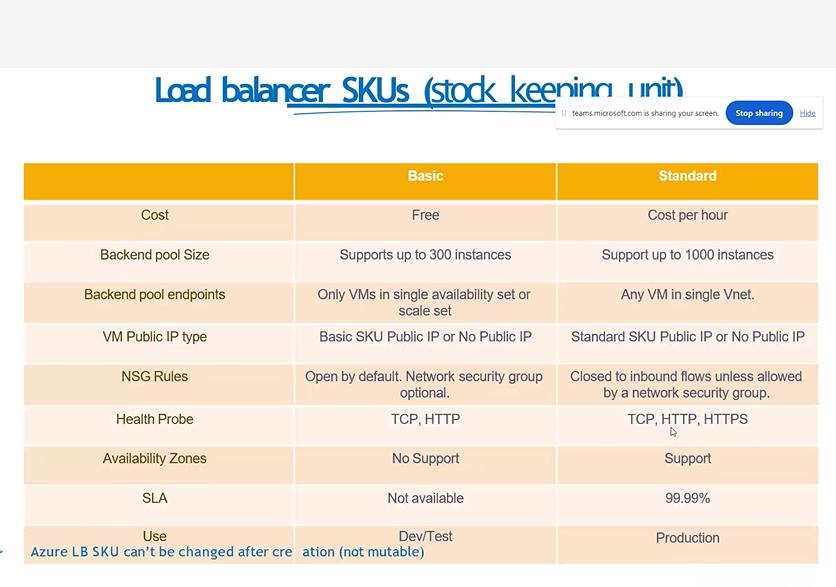 Load balancer SKUs (stock keeping unit)
teams.microsoft.com is sharing your screen. Stop sharing Hide
Basic Standard
Cost Free Cost per hour
Backend pool Size Supports up to 300 instances Support up to 1000 instances
Backend pool endpoints Only VMs in single availability set or scale set Any VM in single Vnet.
VM Public IP type Basic SKU Public IP or No Public IP Standard SKU Public IP or No Public IP
NSG Rules Open by default. Network security group optional. Closed to inbound flows unless allowed by a network security group.
Health Probe TCP, HTTP TCP, HTTP, HTTPS
Availability Zones No Support Support
SLA Not available 99.99%
Use Dev/Test Production
Azure LB SKU can't be changed after cre ation (not mutable)